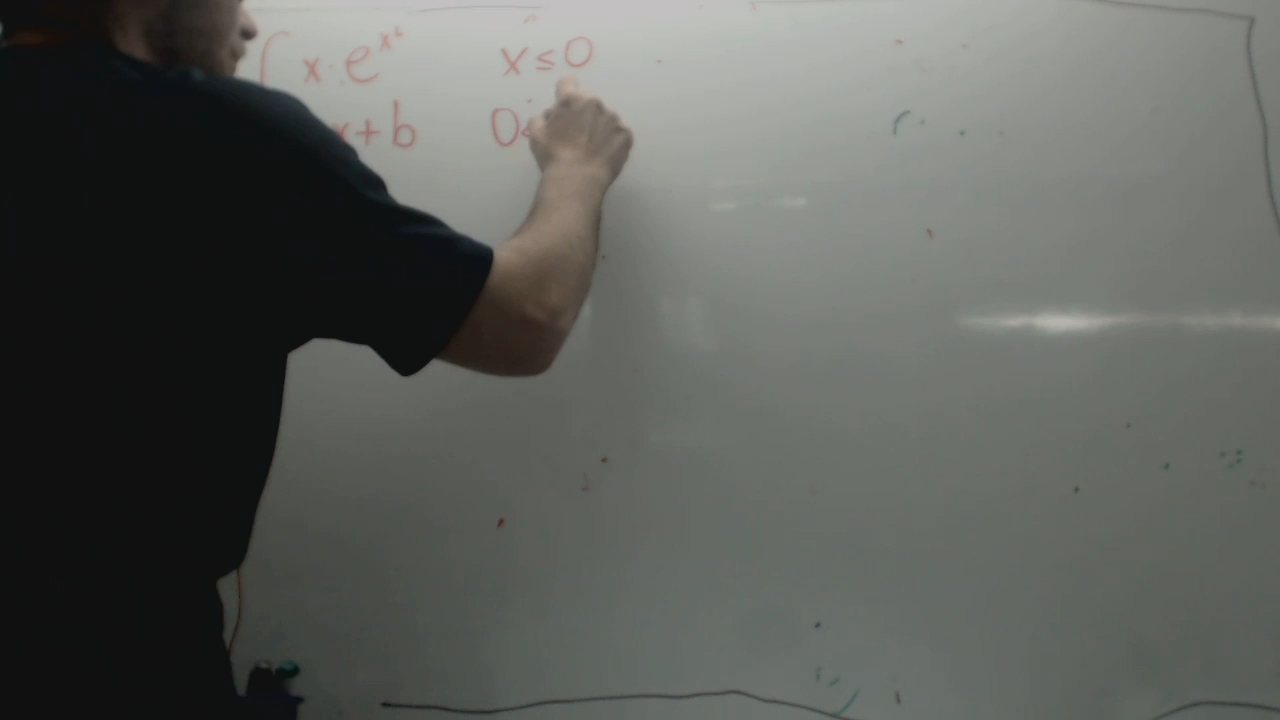 { x · e^{x²} x ≤ 0
x + b 0 <